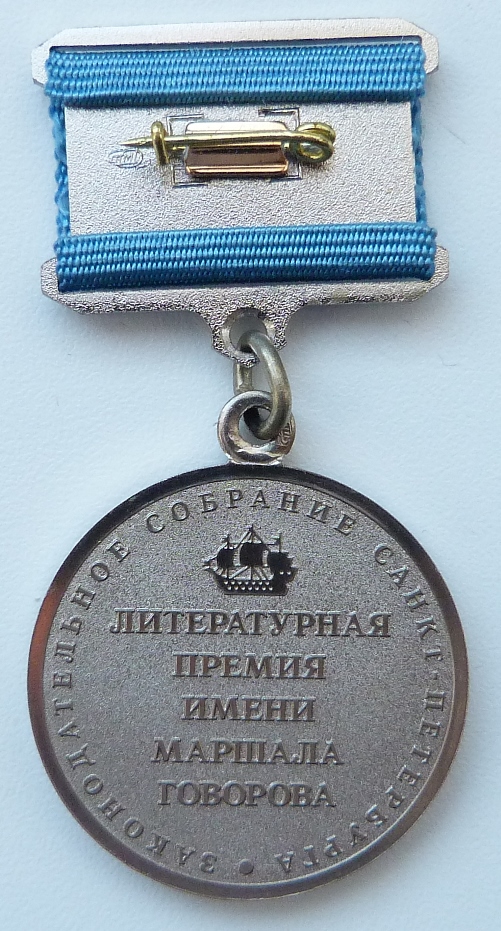 ЗАКОНОДАТЕЛЬНОЕ СОБРАНИЕ САНКТ-ПЕТЕРБУРГА •
ЛИТЕРАТУРНАЯ
ПРЕМИЯ
ИМЕНИ
МАРШАЛА
ГОВОРОВА